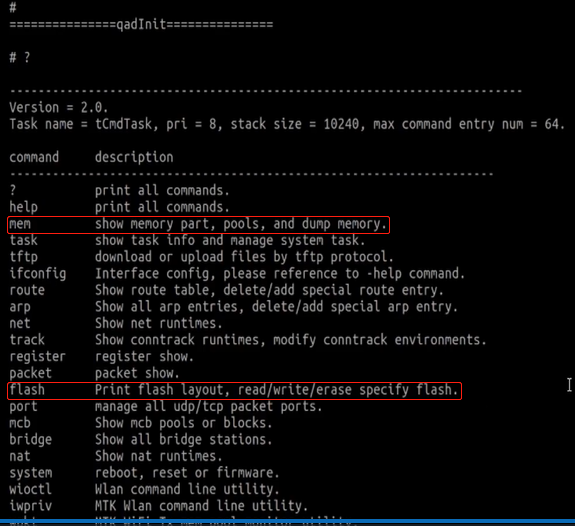 #
===============qadInit===============
# ?
-------------------------------------------------------------------------
Version = 2.0.
Task name = tCmdTask, pri = 8, stack size = 10240, max command entry num = 64.
command     description
---------------------------------------------------------------------
?           print all commands.
help        print all commands.
mem         show memory part, pools, and dump memory.
task        show task info and manage system task.
tftp        download or upload files by tftp protocol.
ifconfig    Interface config, please reference to -help command.
route       Show route table, delete/add special route entry.
arp         Show all arp entries, delete/add special arp entry.
net         Show net runtimes.
track       Show conntrack runtimes, modify conntrack environments.
register    register show.
packet      packet show.
flash       Print flash layout, read/write/erase specify flash.
port        manage all udp/tcp packet ports.
mcb         Show mcb pools or blocks.
bridge      Show all bridge stations.
nat         Show nat runtimes.
system      reboot, reset or firmware.
wioctl      Wlan command line utility.
iwpriv      MTK Wlan command line utility.
MTK WiFi Tx mem pool monitor utility.